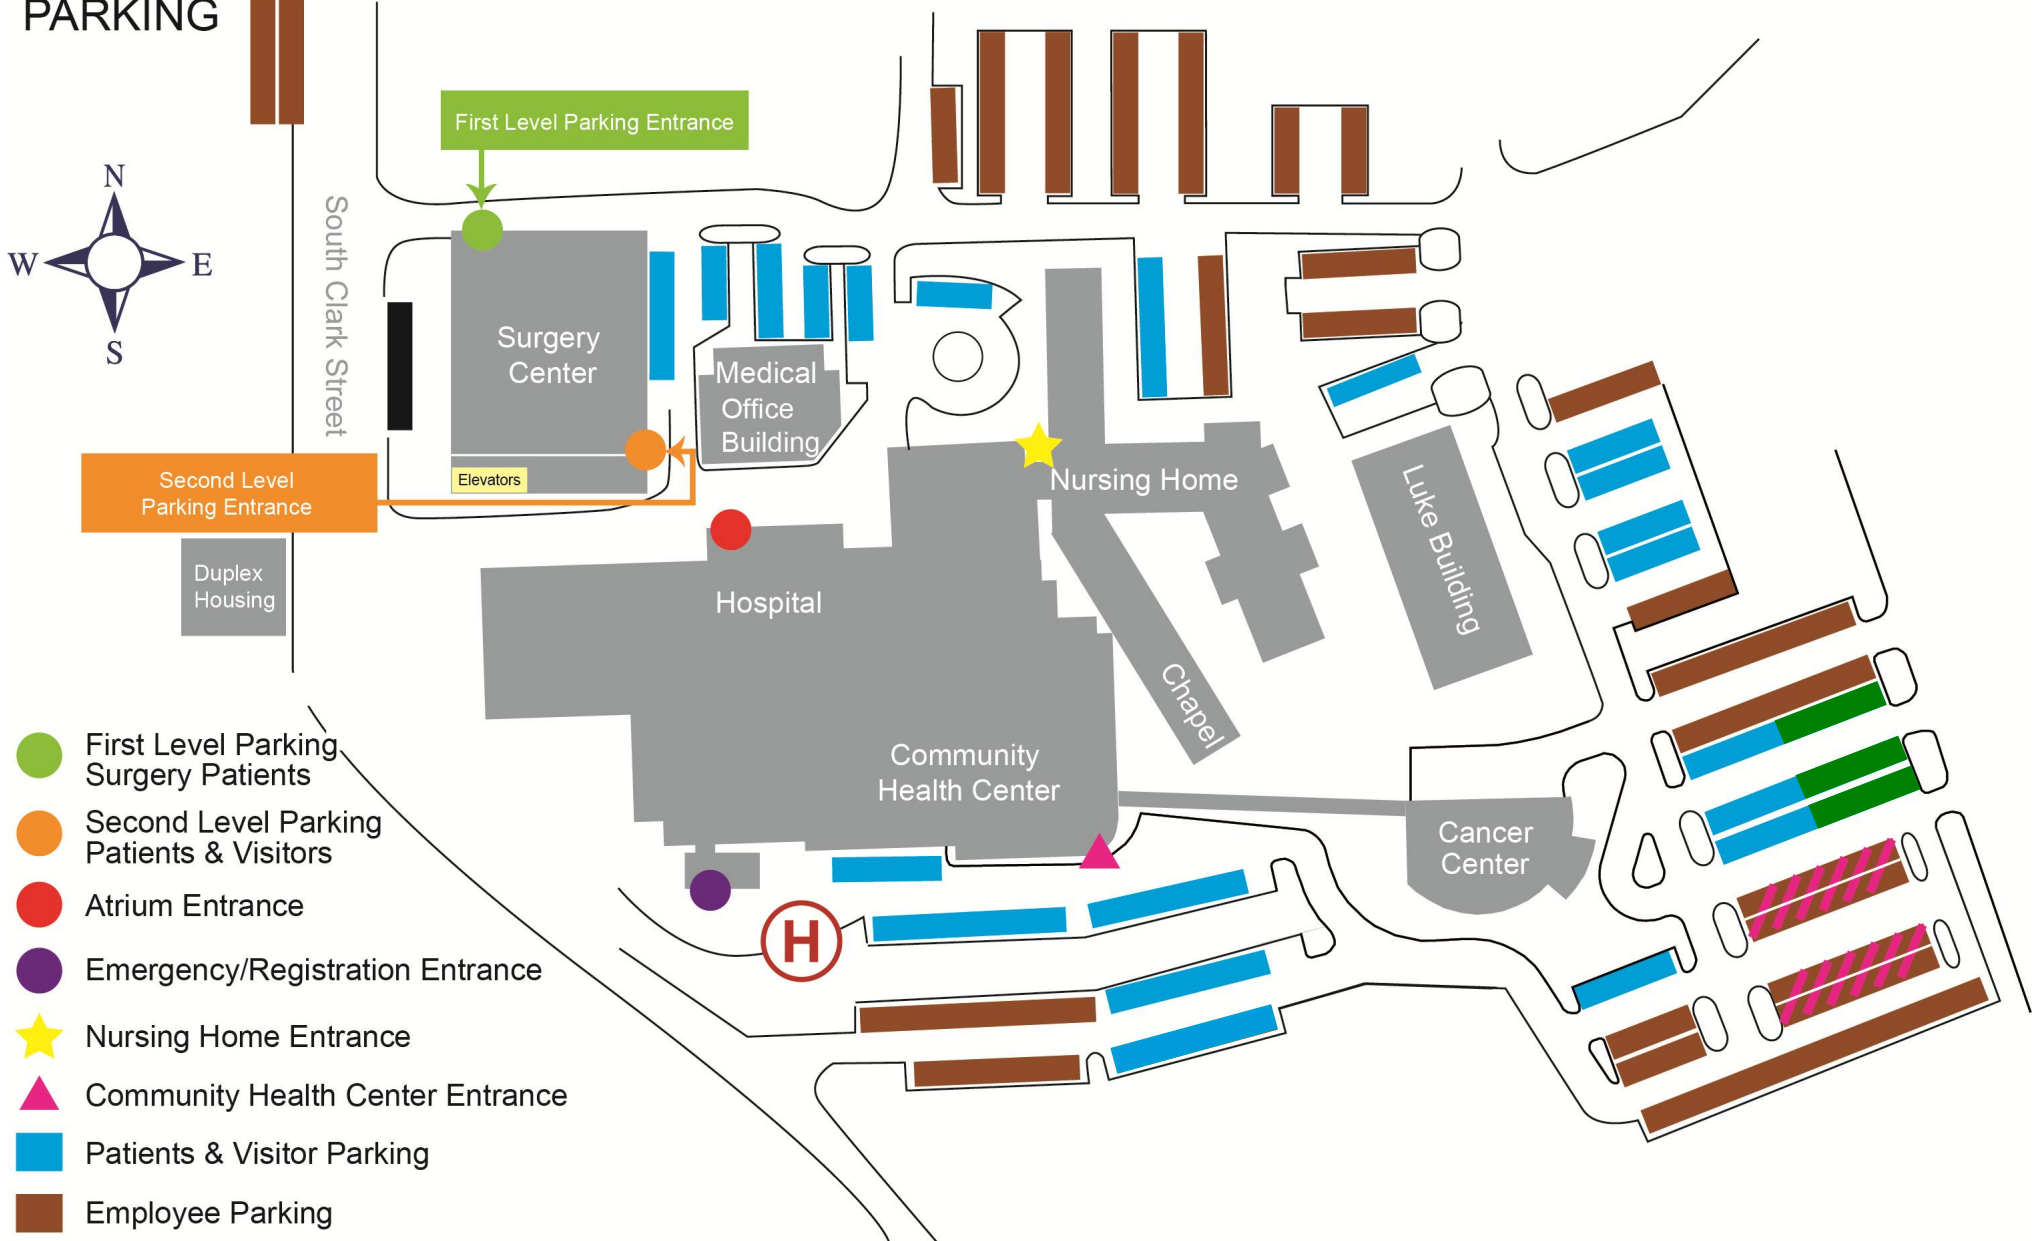 PARKING
First Level Parking Entrance
N
W
E
S
South Clark Street
Surgery
Center
Medical
Office
Building
Elevators
Second Level
Parking Entrance
Nursing Home
Luke Building
Duplex
Housing
Hospital
Chapel
Community
Health Center
Cancer
Center
H
First Level Parking
Surgery Patients
Second Level Parking
Patients & Visitors
Atrium Entrance
Emergency/Registration Entrance
Nursing Home Entrance
Community Health Center Entrance
Patients & Visitor Parking
Employee Parking